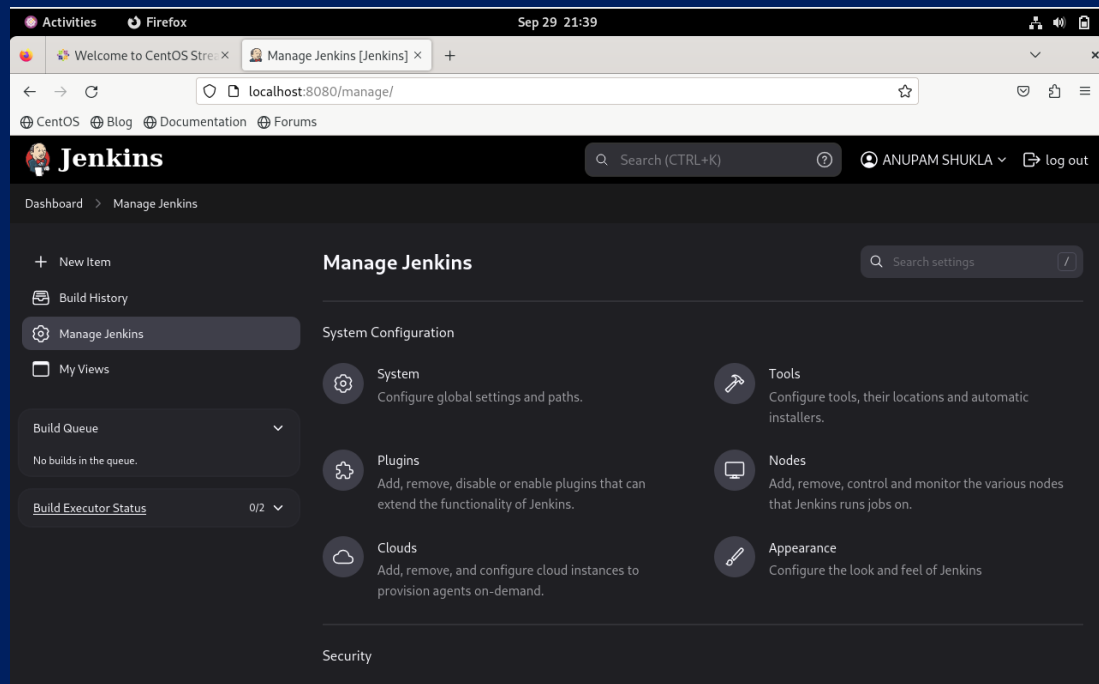 Activities Firefox Sep 29 21:39
Welcome to CentOS Stre × Manage Jenkins [Jenkins] × +
localhost:8080/manage/
CentOS Blog Documentation Forums
Jenkins Search (CTRL+K) ? ANUPAM SHUKLA log out
Dashboard > Manage Jenkins
+ New Item
Build History
Manage Jenkins
My Views
Build Queue
No builds in the queue.
Build Executor Status 0/2
Manage Jenkins Search settings /
System Configuration
System
Configure global settings and paths.
Tools
Configure tools, their locations and automatic
installers.
Plugins
Add, remove, disable or enable plugins that can
extend the functionality of Jenkins.
Nodes
Add, remove, control and monitor the various nodes
that Jenkins runs jobs on.
Clouds
Add, remove, and configure cloud instances to
provision agents on-demand.
Appearance
Configure the look and feel of Jenkins
Security